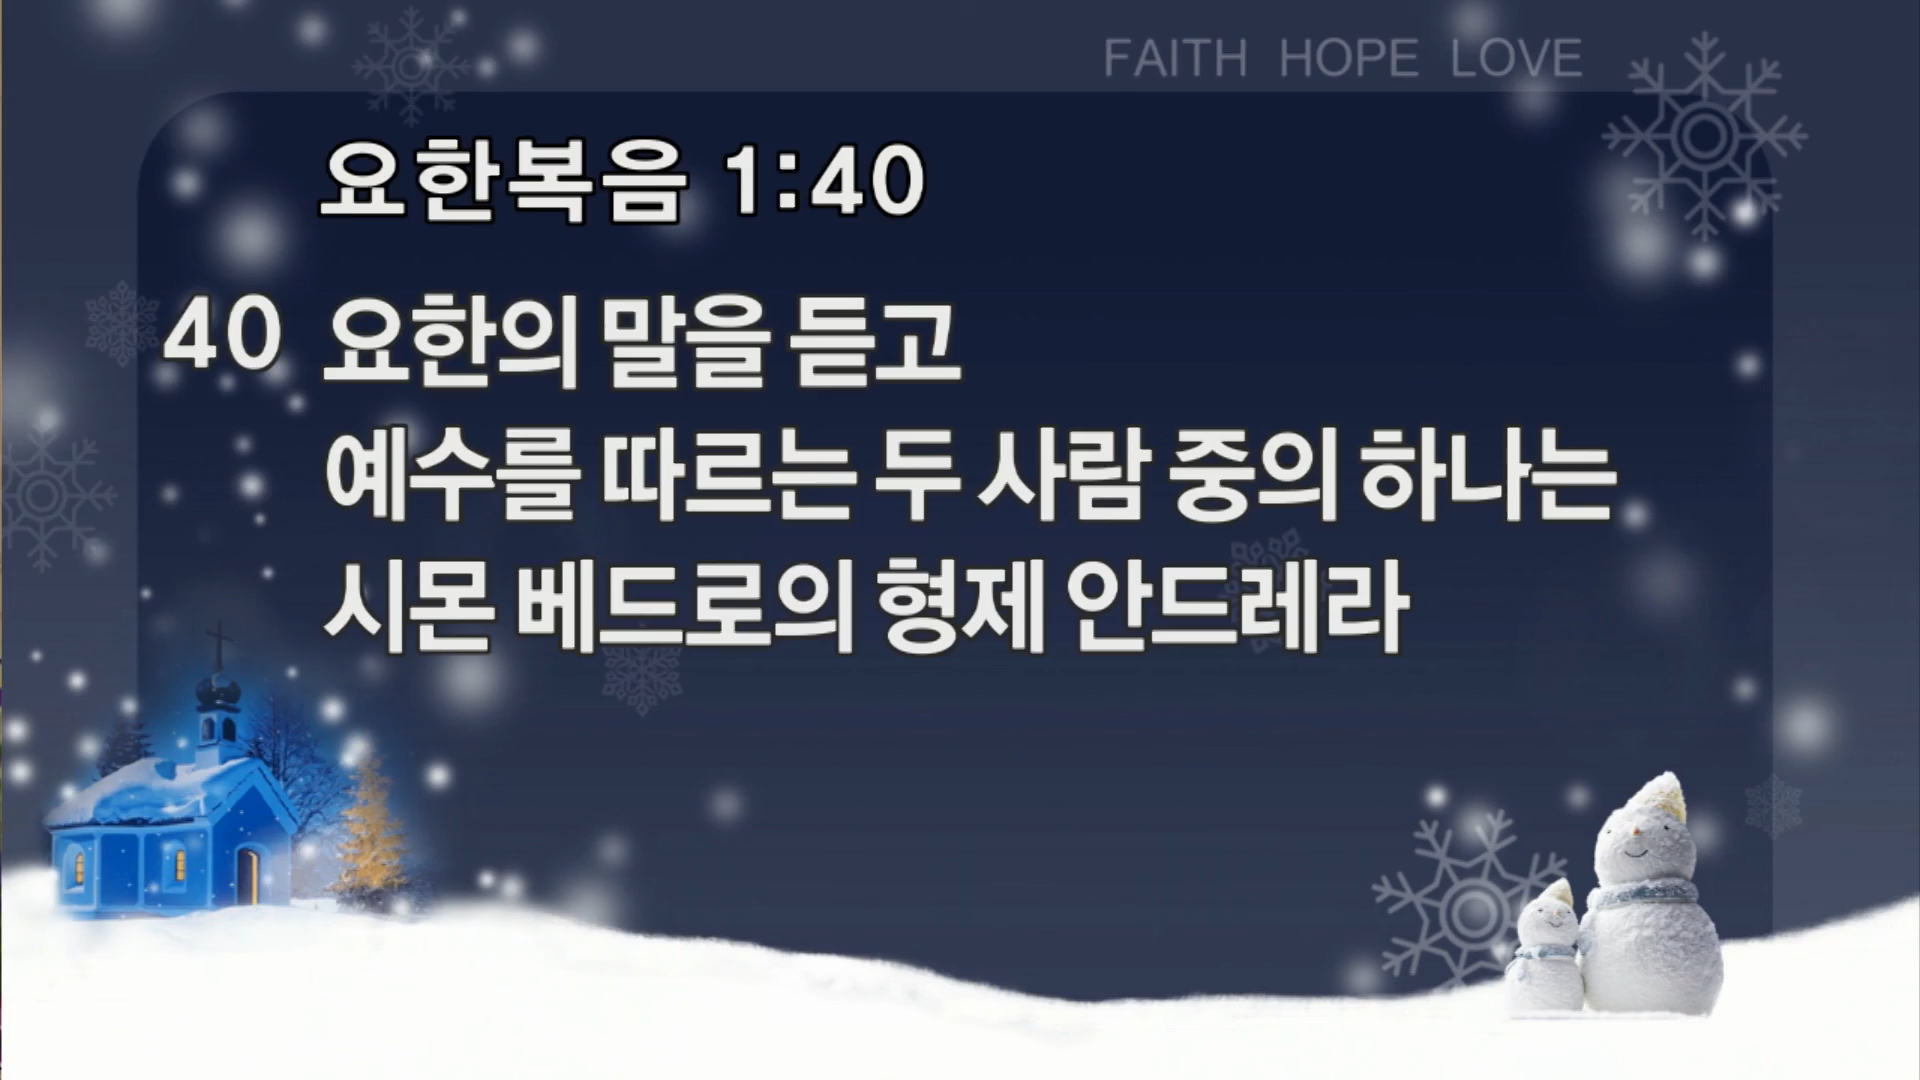 FAITH HOPE LOVE
요한복음 1:40
40 요한의 말을 듣고
예수를 따르는 두 사람 중의 하나는
시몬 베드로의 형제 안드레라